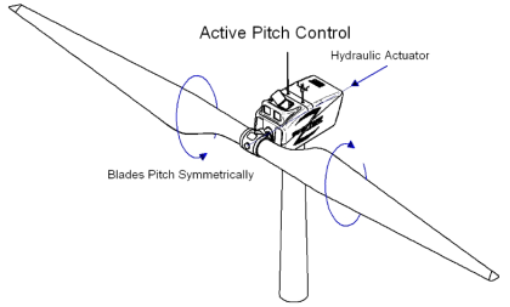 Active Pitch Control
Hydraulic Actuator
Blades Pitch Symmetrically